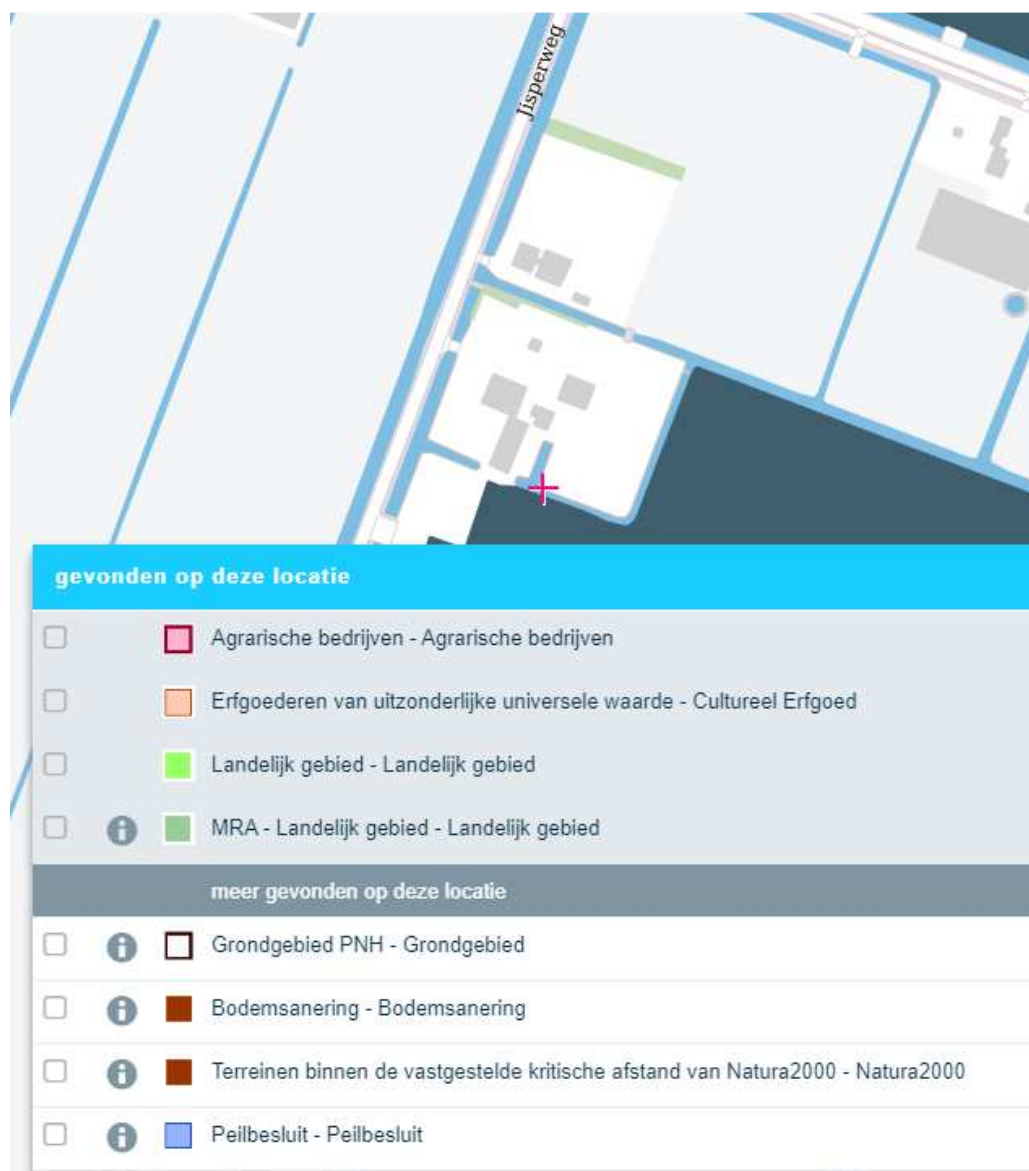 Jisperweg
gevonden op deze locatie
Agrarische bedrijven - Agrarische bedrijven
Erfgoederen van uitzonderlijke universele waarde - Cultureel Erfgoed
Landelijk gebied - Landelijk gebied
MRA - Landelijk gebied - Landelijk gebied
meer gevonden op deze locatie
Grondgebied PNH - Grondgebied
Bodemsanering - Bodemsanering
Terreinen binnen de vastgestelde kritische afstand van Natura2000 - Natura2000
Peilbesluit - Peilbesluit